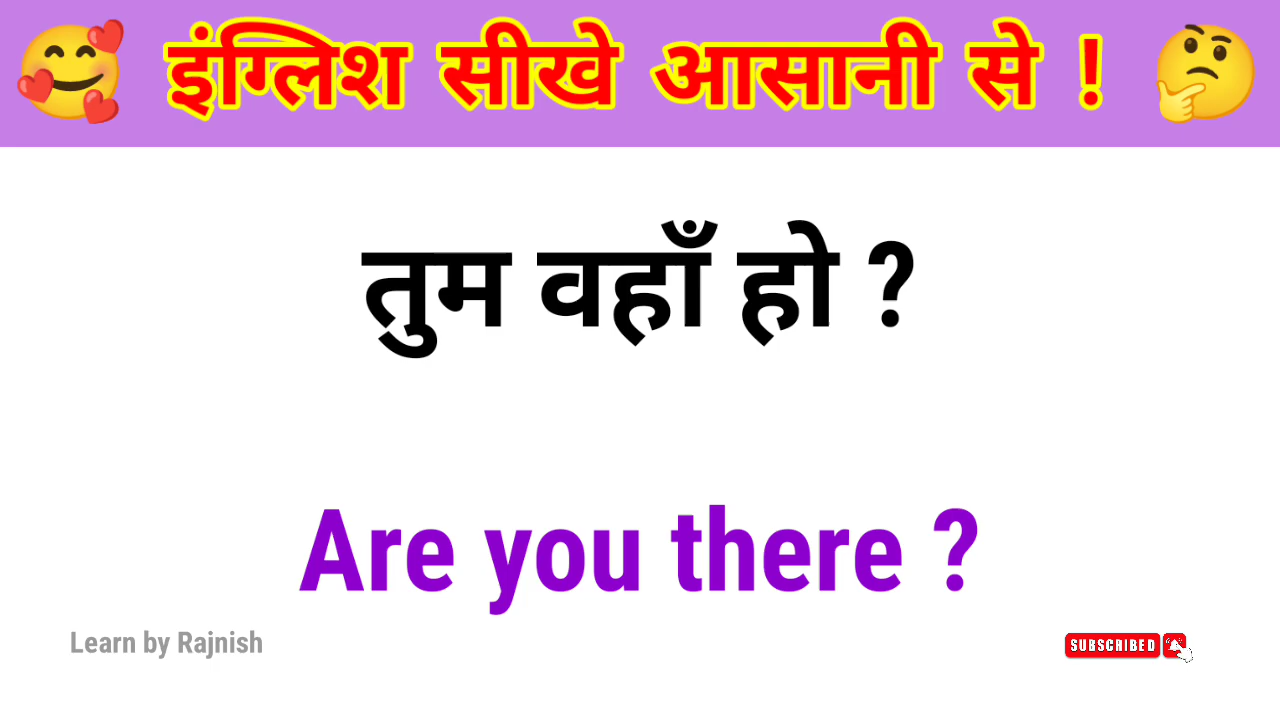 इंग्लिश सीखे आसानी से !
तुम वहाँ हो ?
Are you there ?
Learn by Rajnish
SUBSCRIBED